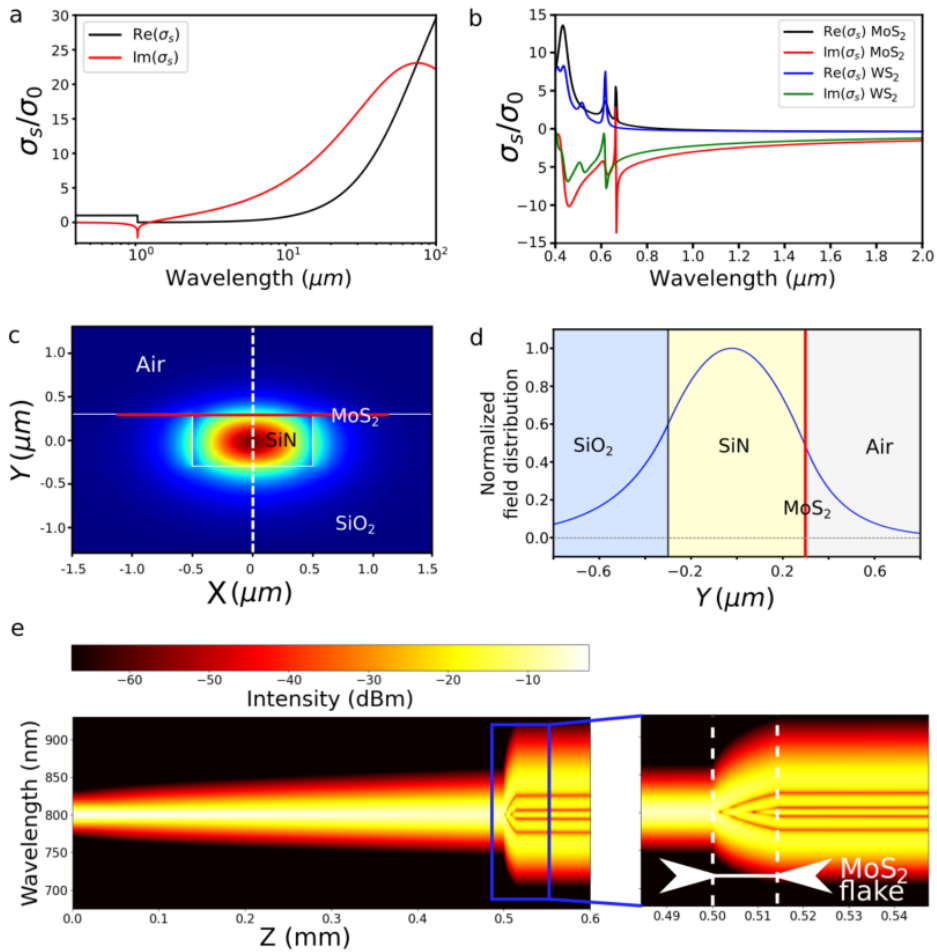 a
Re(σs)
Im(σs)
σs/σ0
30
25
20
15
10
5
0
10⁰
10¹
10²
Wavelength (μm)
b
Re(σs) MoS₂
Im(σs) MoS₂
Re(σs) WS₂
Im(σs) WS₂
σs/σ0
15
10
5
0
5
−10
−15
0.4 0.6 0.8 1.0 1.2 1.4 1.6 1.8 2.0
Wavelength (μm)
c
Air
MoS₂
SiN
SiO₂
Y(μm)
1.0
0.5
0.0
-0.5
-1.0
-1.5 -1.0 -0.5 0.0 0.5 1.0 1.5
X(μm)
d
Normalized
field distribution
1.0
0.8
0.6
0.4
0.2
0.0
SiO₂
SiN
Air
MoS₂
−0.6 −0.2 0.2 0.6
Y(μm)
e
−60 −50 −40 −30 −20 −10
Intensity (dBm)
Wavelength (nm)
900
850
800
750
700
0.0 0.1 0.2 0.3 0.4 0.5 0.6
Z (mm)
MoS₂
flake
0.49 0.50 0.51 0.52 0.53 0.54